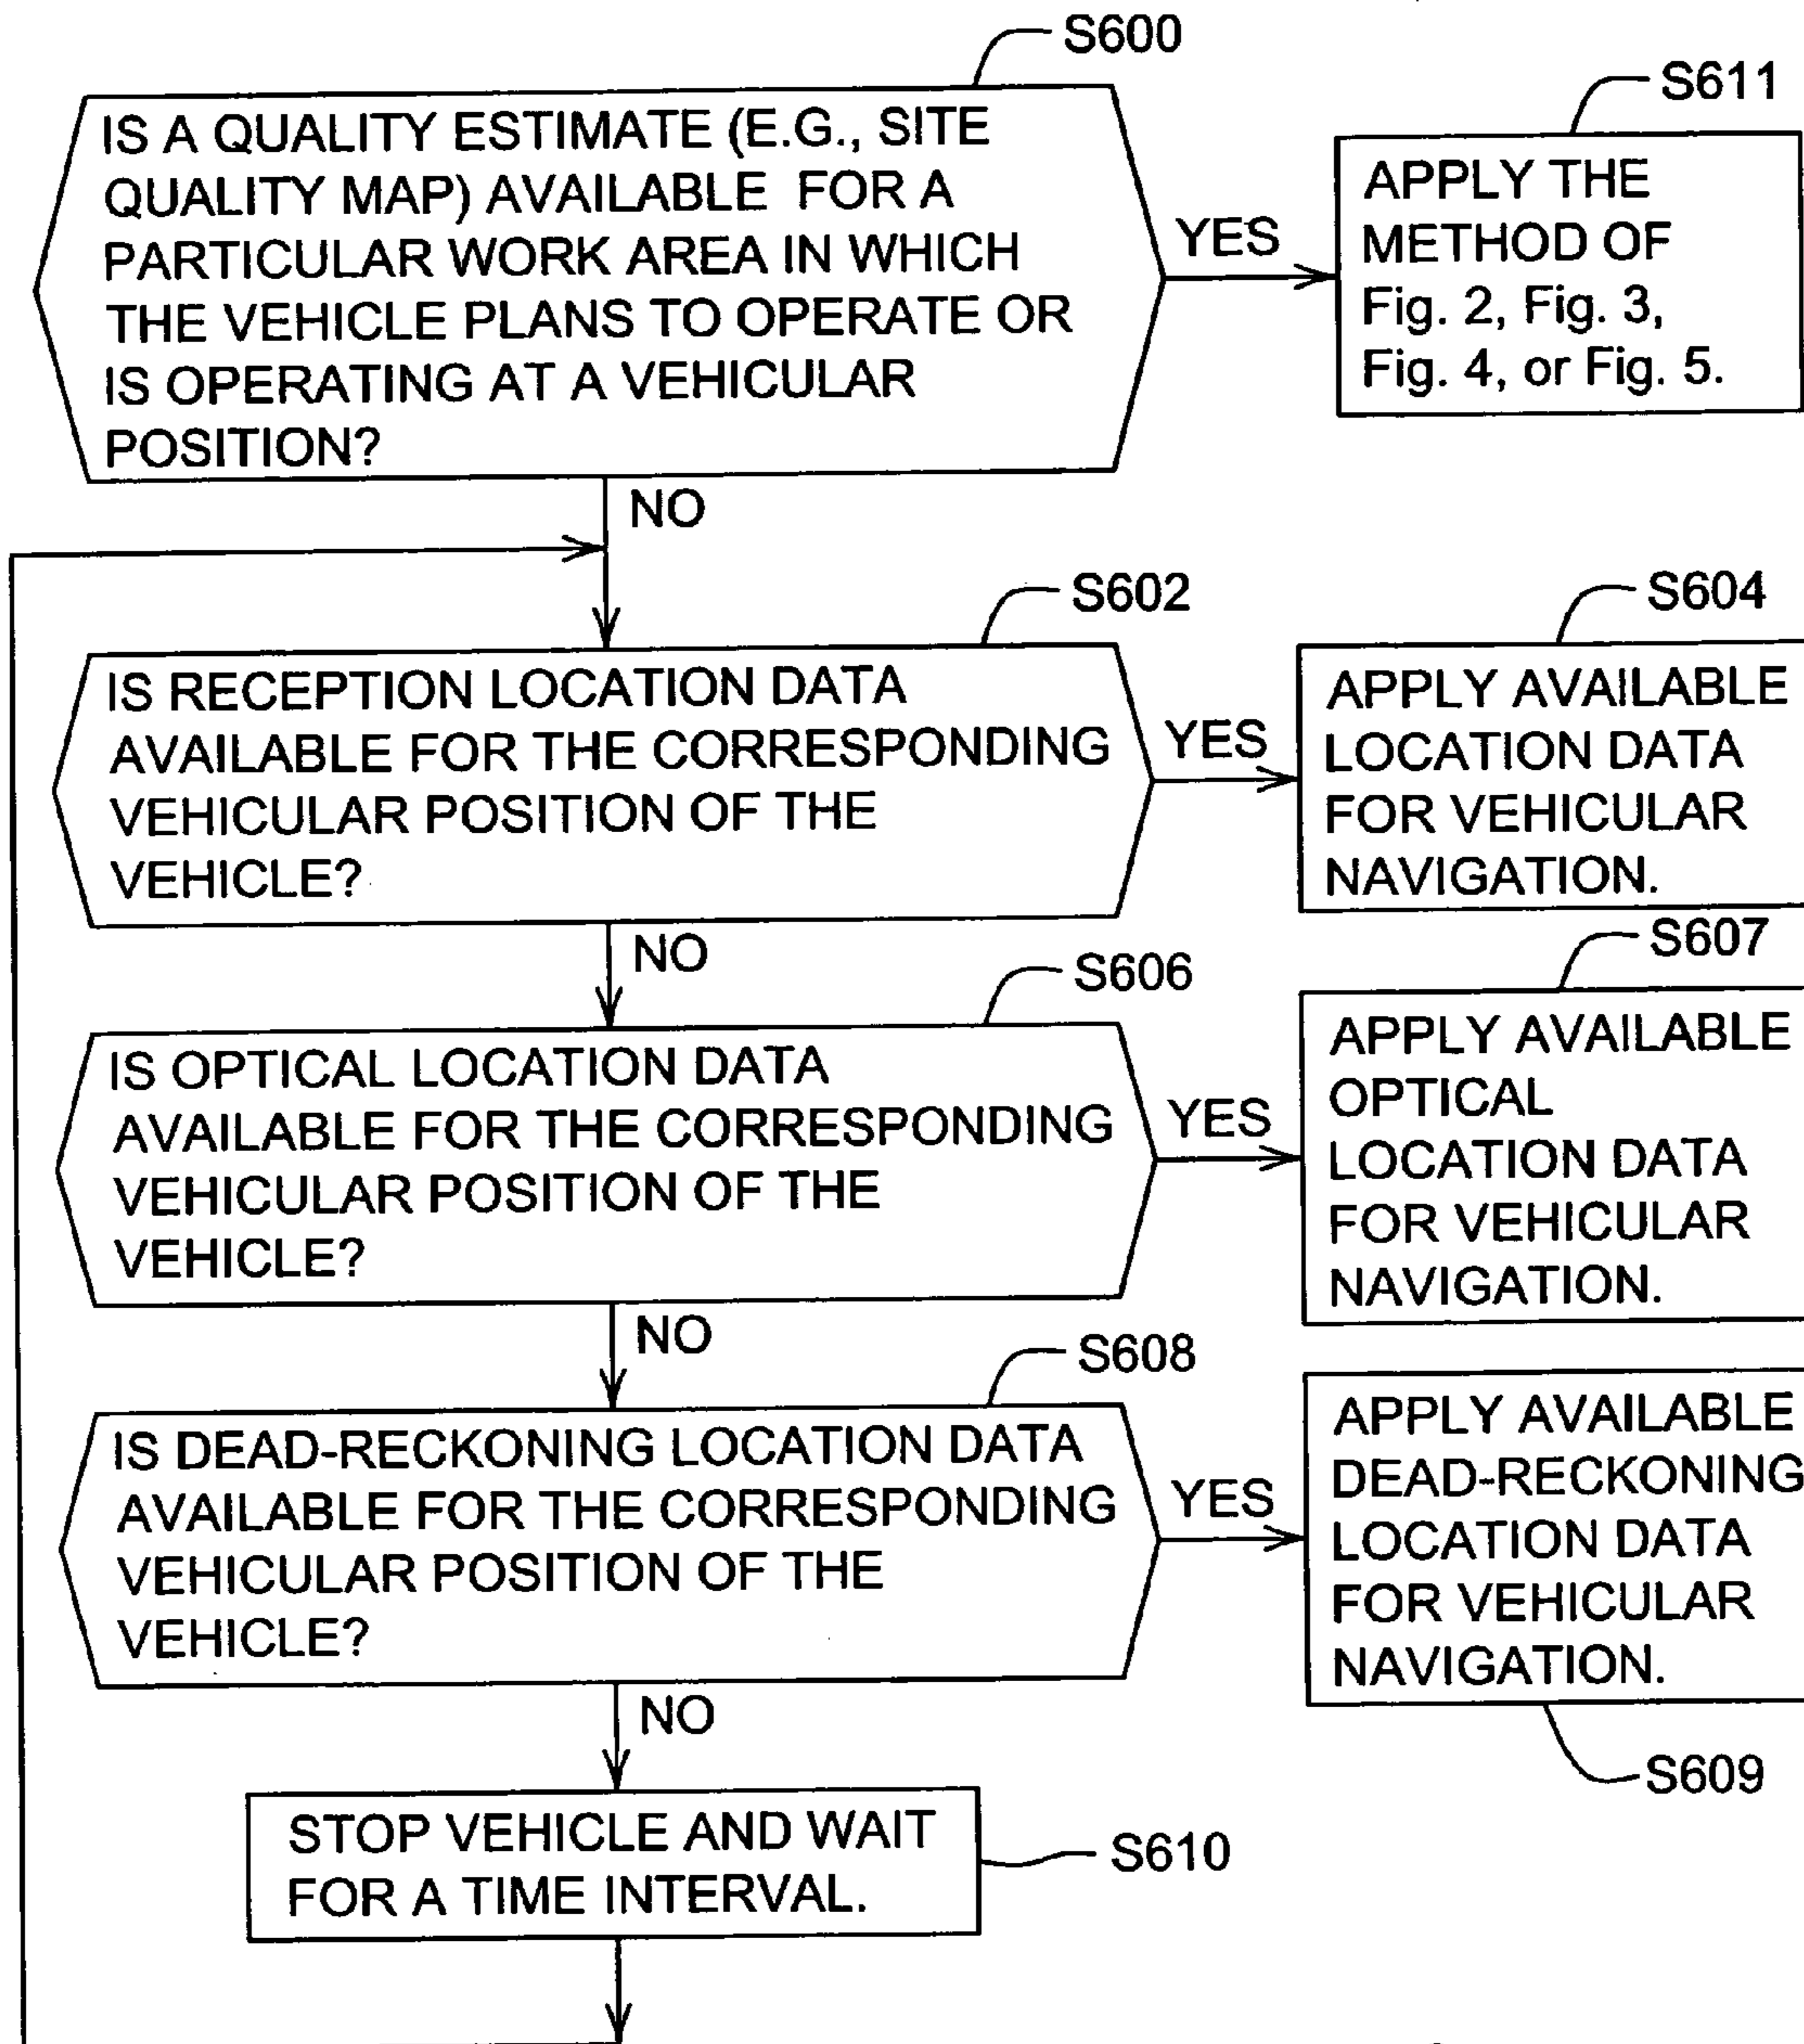 S600
IS A QUALITY ESTIMATE (E.G., SITE
QUALITY MAP) AVAILABLE FOR A
PARTICULAR WORK AREA IN WHICH
THE VEHICLE PLANS TO OPERATE OR
IS OPERATING AT A VEHICULAR
POSITION?
YES
S611
APPLY THE
METHOD OF
Fig. 2, Fig. 3,
Fig. 4, or Fig. 5.
NO
S602
IS RECEPTION LOCATION DATA
AVAILABLE FOR THE CORRESPONDING
VEHICULAR POSITION OF THE
VEHICLE?
YES
S604
APPLY AVAILABLE
LOCATION DATA
FOR VEHICULAR
NAVIGATION.
NO
S606
IS OPTICAL LOCATION DATA
AVAILABLE FOR THE CORRESPONDING
VEHICULAR POSITION OF THE
VEHICLE?
YES
S607
APPLY AVAILABLE
OPTICAL
LOCATION DATA
FOR VEHICULAR
NAVIGATION.
NO
S608
IS DEAD-RECKONING LOCATION DATA
AVAILABLE FOR THE CORRESPONDING
VEHICULAR POSITION OF THE
VEHICLE?
YES
APPLY AVAILABLE
DEAD-RECKONING
LOCATION DATA
FOR VEHICULAR
NAVIGATION.
S609
NO
STOP VEHICLE AND WAIT
FOR A TIME INTERVAL.
S610